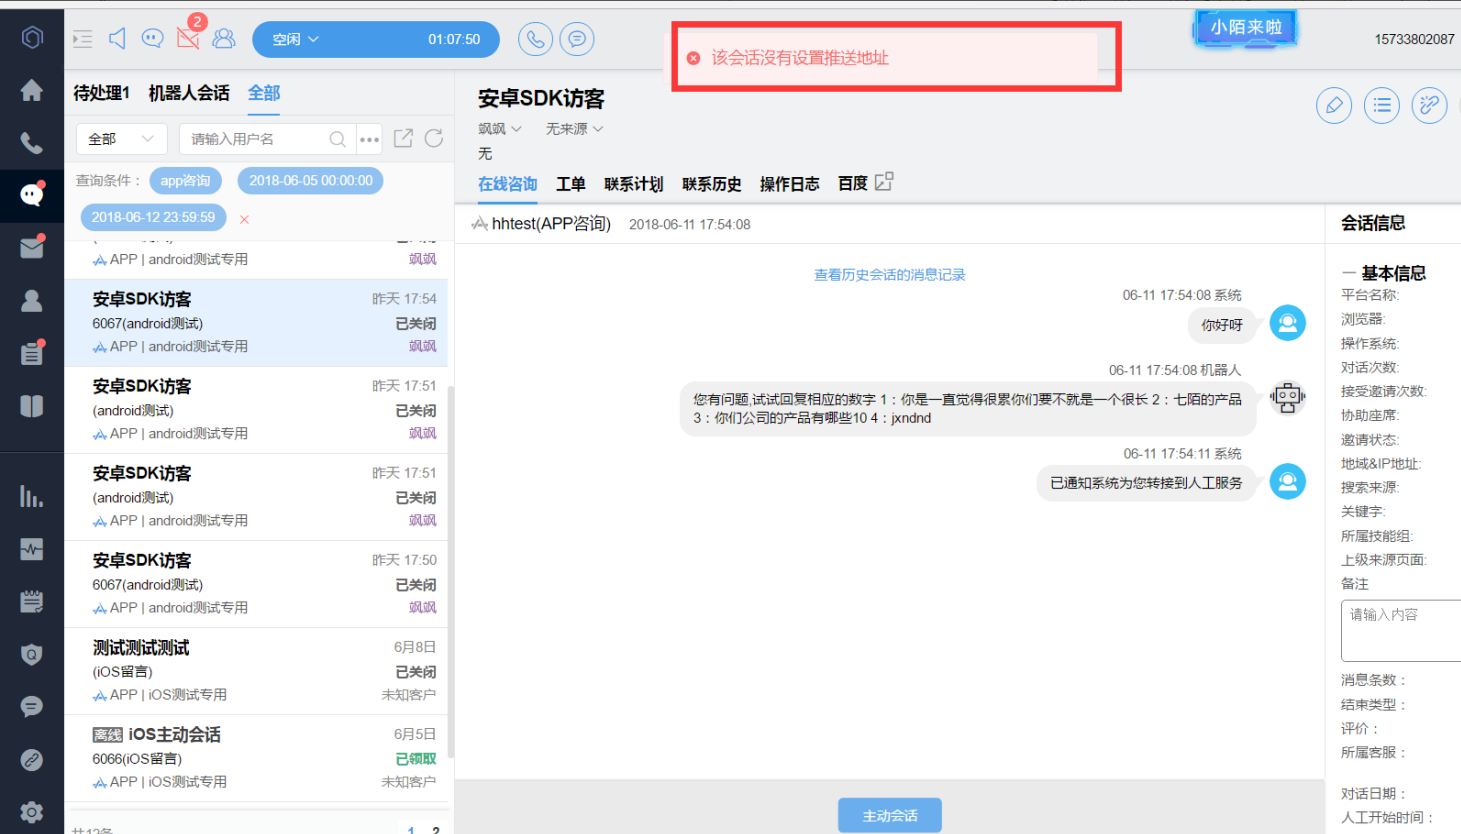 2
空闲
01:07:50
该会话沒有设置推送地址
小陌来啦
15733802087
待处理1
机器人会话
全部
全部
请输入用户名
查询条件：
app咨询
2018-06-05 00:00:00
2018-06-12 23:59:59
APP | android测试专用
飒飒
安卓SDK访客
昨天 17:54
6067(android测试)
已关闭
APP | android测试专用
飒飒
安卓SDK访客
昨天 17:51
(android测试)
已关闭
APP | android测试专用
飒飒
安卓SDK访客
昨天 17:51
(android测试)
已关闭
APP | android测试专用
飒飒
安卓SDK访客
昨天 17:50
6067(android测试)
已关闭
APP | android测试专用
飒飒
测试测试测试
6月8日
(iOS留言)
已关闭
APP | iOS测试专用
未知客户
离线 iOS主动会话
6月5日
6066(iOS留言)
已领取
APP | iOS测试专用
未知客户
1 2
安卓SDK访客
飒飒
无来源
无
在线咨询
工单
联系计划
联系历史
操作日志
百度
hhtest(APP咨询)
2018-06-11 17:54:08
查看历史会话的消息记录
06-11 17:54:08 系统
你好呀
06-11 17:54:08 机器人
您有问题,试试回复相应的数字 1：你是一直觉得很累你们要不就是一个很长 2：七陌的产品
3：你们公司的产品有哪些10 4：jxndnd
06-11 17:54:11 系统
已通知系统为您转接到人工服务
主动会话
会话信息
基本信息
平台名称:
浏览器:
操作系统:
对话次数:
接受邀请次数:
协助座席:
邀请状态:
地域&IP地址:
搜索来源:
关键字:
所属技能组:
上级来源页面:
备注
请输入内容
消息条数：
结束类型：
评价：
所属客服：
对话日期：
人工开始时间：